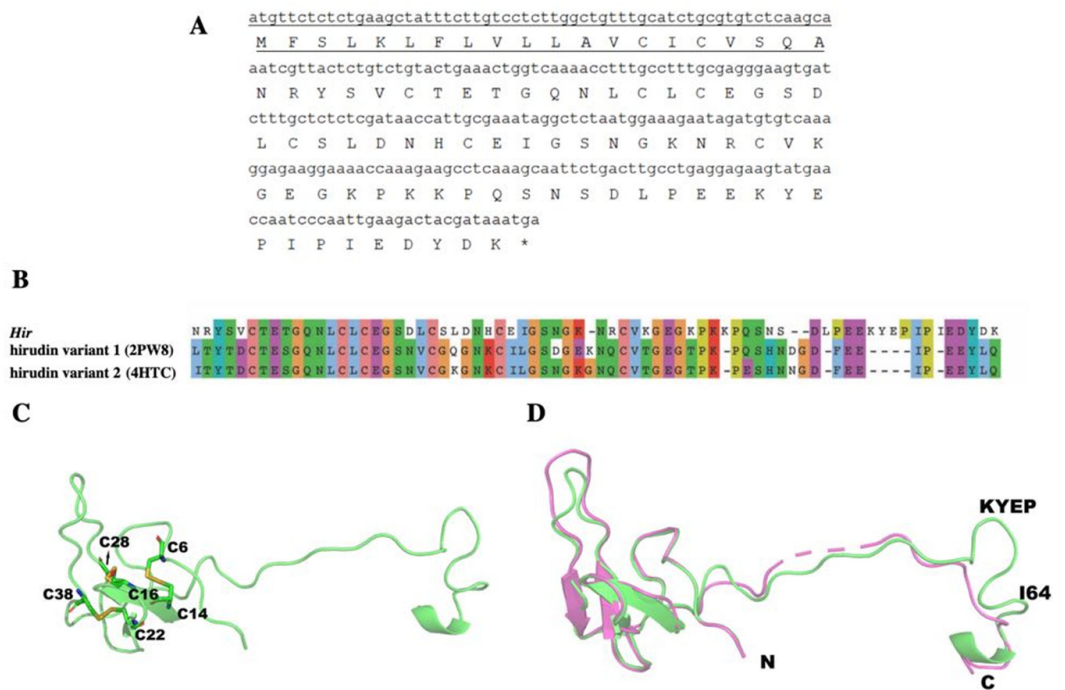 A
atgttctctctgaagctatttcttgtcctcttggctgtttgcatctgcgtgtctcaagca
M F S L K L F L V L L A V C I C V S Q A
aatcgttactctgtctgtactgaaactggtcaaaacctttgcctttgcgagggaagtgat
N R Y S V C T E T G Q N L C L C E G S D
ctttgctctctcgataaccattgcgaaataggctctaatggaaagaatagatgtgtcaaa
L C S L D N H C E I G S N G K N R C V K
ggagaaggaaaaccaaagaagcctcaaagcaattctgacttgcctgaggagaagtatgaa
G E G K P K K P Q S N S D L P E E K Y E
ccaatcccaattgaagactacgataaatga
P I P I E D Y D K *
B
Hir NRYSVCTETGQNLCLCEGSDLCSLDNHCEIGSNGK-NRCVKGEGKPKKPQSNS--DLPEEKYEPIPIEDYDK
hirudin variant 1 (2PW8) LTYTDCTESGQNLCLCEGSNVCGQGNKCILGSDGEKNQCVTGEGTPK-PQSHNDGD-FEE-----IP-EEYLQ
hirudin variant 2 (4HTC) ITYTDCTESGQNLCLCEGSNVCGKGNKCILGSNGKGNQCVTGEGTPK-PESHNNGD-FEE-----IP-EEYLQ
C
C28
C6
C38
C16
C14
C22
D
KYEP
I64
N
C